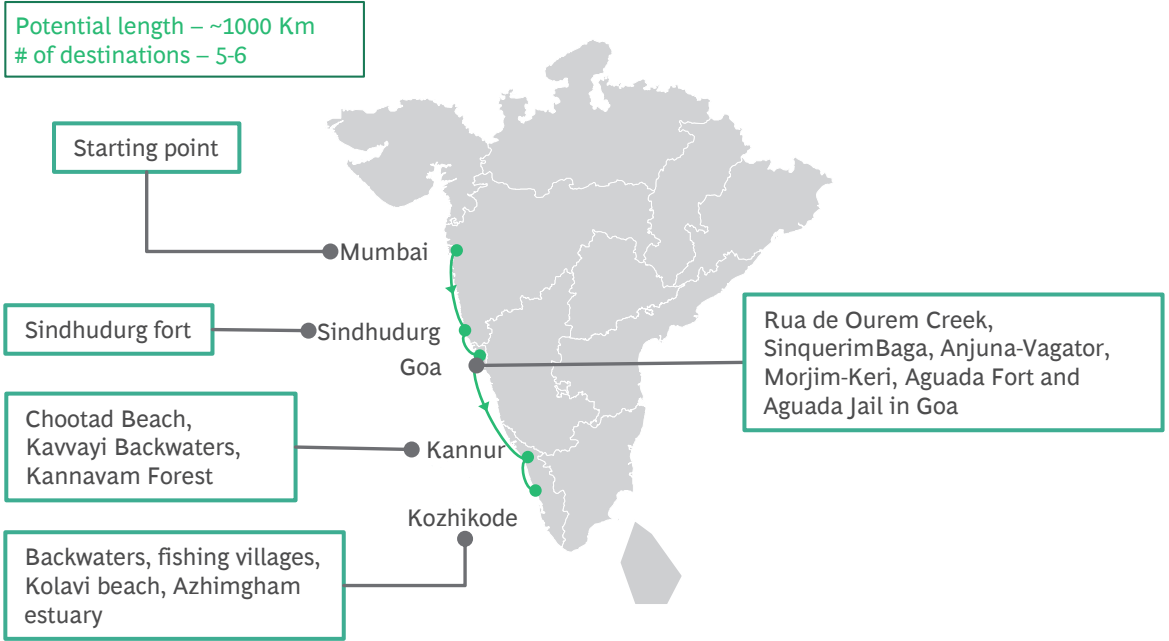 Potential length – ~1000 Km
# of destinations – 5-6
Starting point
Mumbai
Sindhudurg fort
Sindhudurg
Goa
Rua de Ourem Creek,
SinquerimBaga, Anjuna-Vagator,
Morjim-Keri, Aguada Fort and
Aguada Jail in Goa
Chootad Beach,
Kavvayi Backwaters,
Kannavam Forest
Kannur
Kozhikode
Backwaters, fishing villages,
Kolavi beach, Azhimgham
estuary